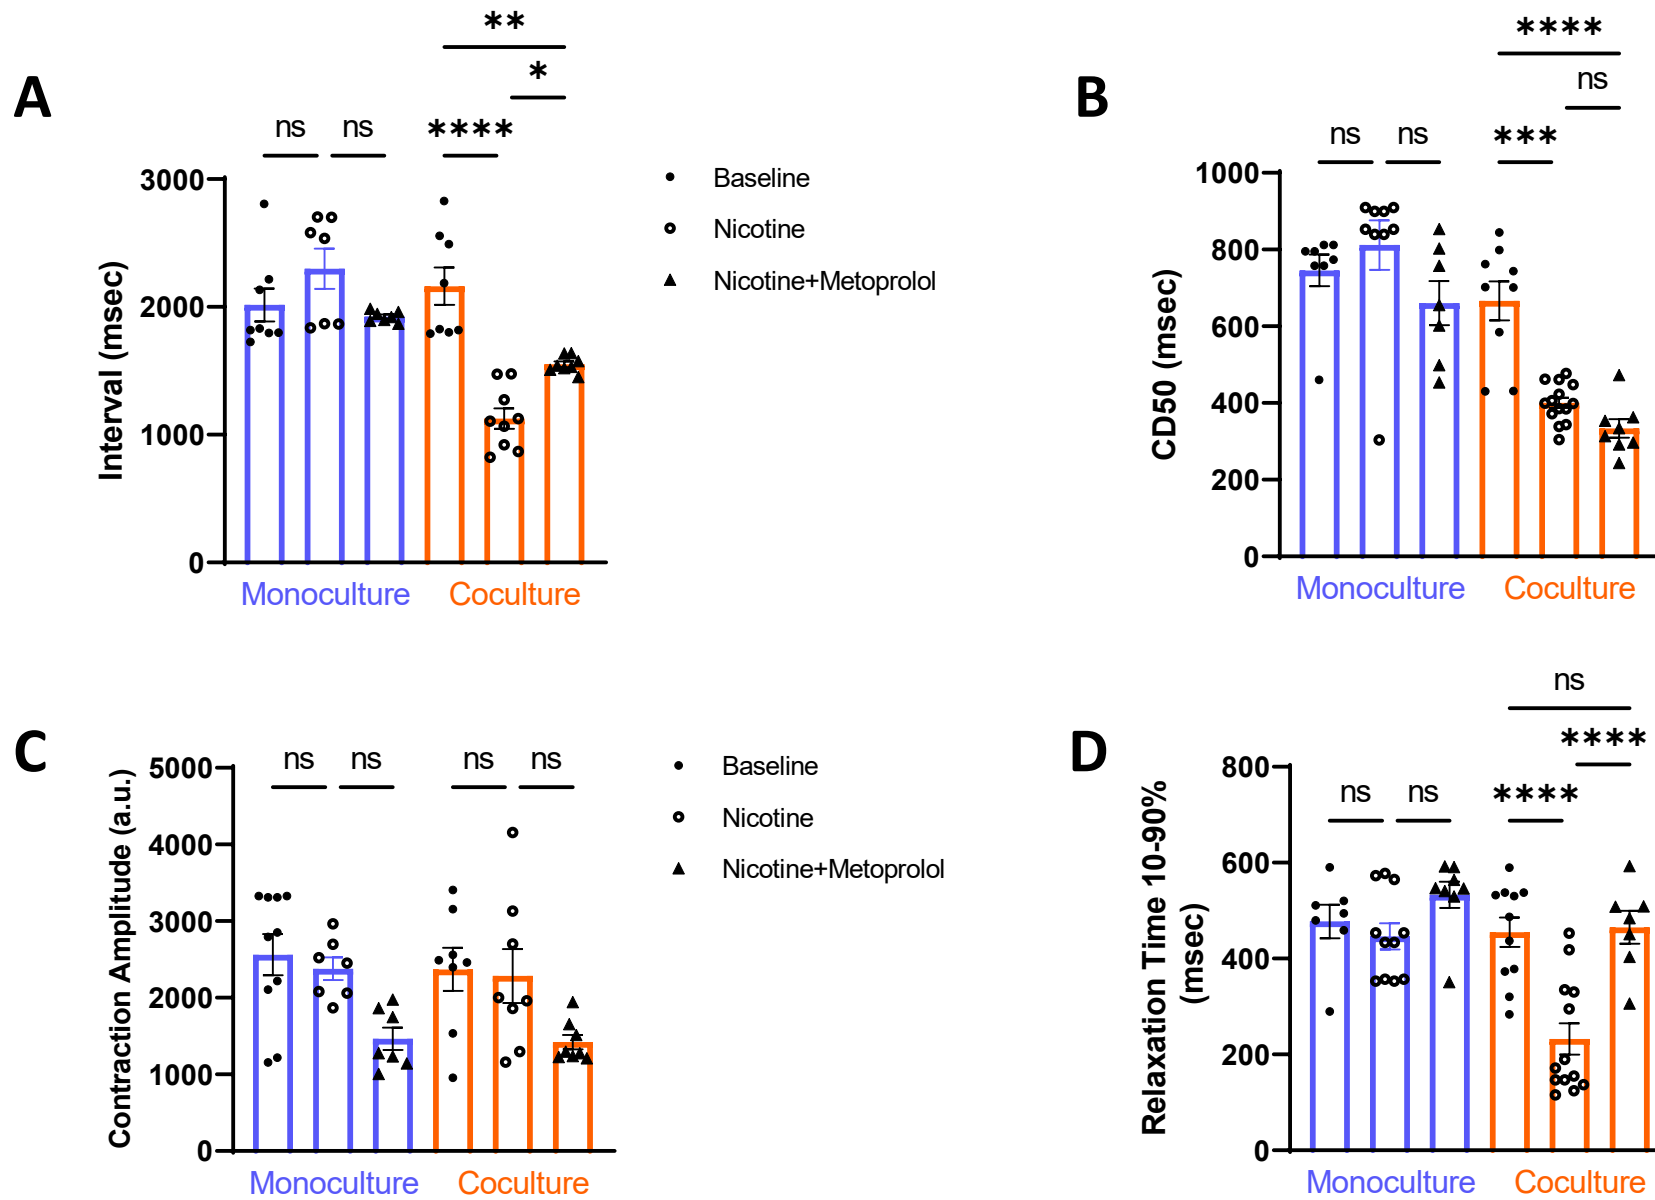 A
**
*
ns
ns
****
3000
2000
1000
0
Interval (msec)
Monoculture
Coculture
Baseline
Nicotine
Nicotine+Metoprolol
B
****
ns
ns
ns
***
1000
800
600
400
200
0
CD50 (msec)
Monoculture
Coculture
C
ns
ns
ns
ns
5000
4000
3000
2000
1000
0
Contraction Amplitude (a.u.)
Monoculture
Coculture
Baseline
Nicotine
Nicotine+Metoprolol
D
ns
****
ns
ns
****
800
600
400
200
0
Relaxation Time 10-90%
(msec)
Monoculture
Coculture